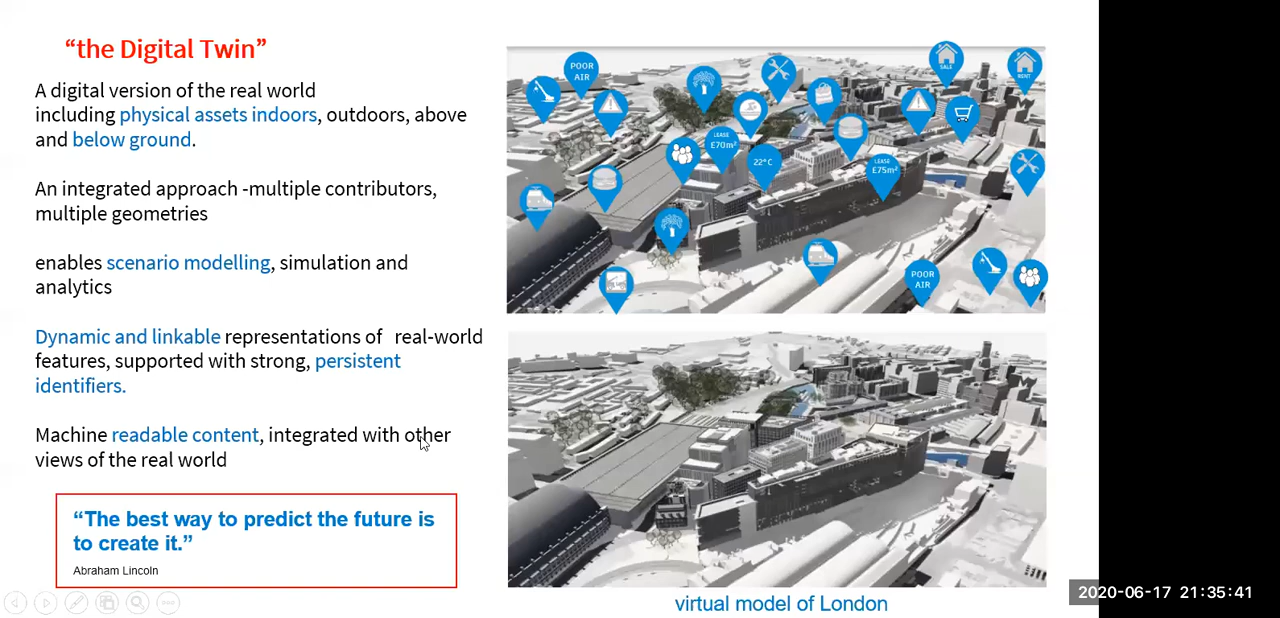 “the Digital Twin”
A digital version of the real world
including physical assets indoors, outdoors, above
and below ground.
An integrated approach -multiple contributors,
multiple geometries
enables scenario modelling, simulation and
analytics
Dynamic and linkable representations of real-world
features, supported with strong, persistent
identifiers.
Machine readable content, integrated with other
views of the real world
“The best way to predict the future is
to create it.”
Abraham Lincoln
POOR
AIR
SALE
RENT
LEASE
£70m²
22°C
LEASE
£75m²
POOR
AIR
virtual model of London
2020-06-17 21:35:41